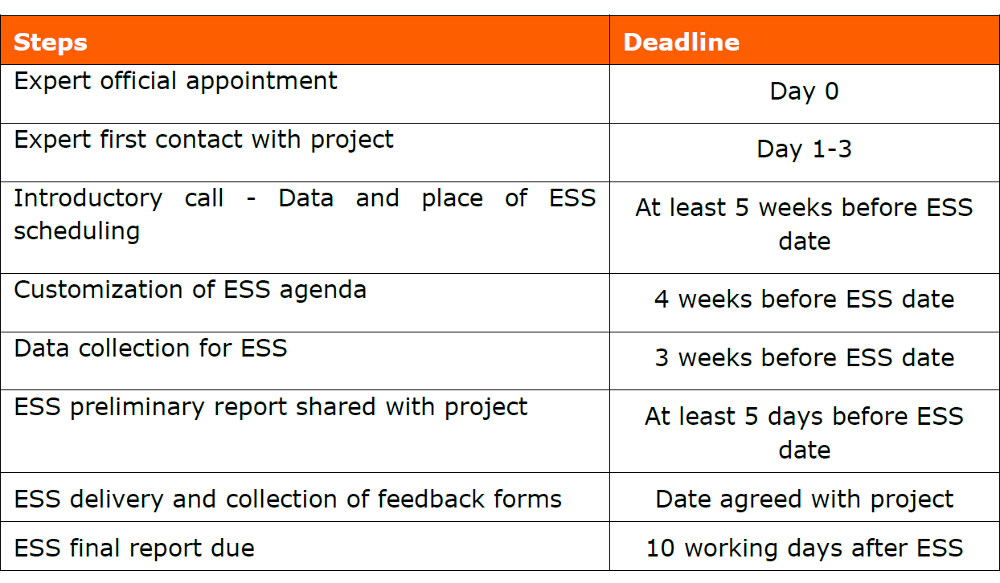 Steps Deadline
Expert official appointment
Day 0
Expert first contact with project
Day 1-3
Introductory call - Data and place of ESS
scheduling
At least 5 weeks before ESS
date
Customization of ESS agenda
4 weeks before ESS date
Data collection for ESS
3 weeks before ESS date
ESS preliminary report shared with project
At least 5 days before ESS
date
ESS delivery and collection of feedback forms
Date agreed with project
ESS final report due
10 working days after ESS